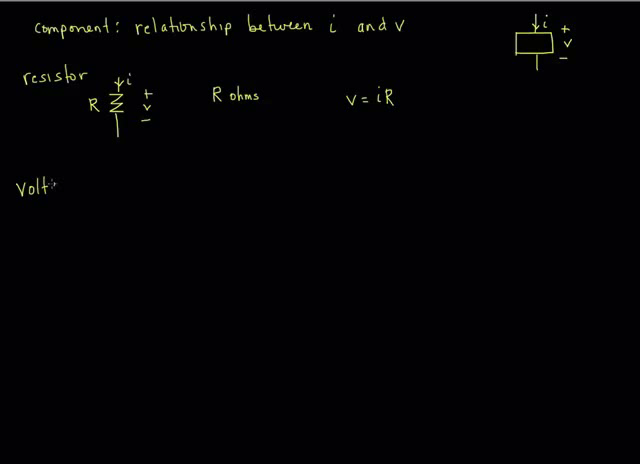 component: relationship between i and v
i
+
v
-
resistor
i
R
+
v
-
R ohms
v = iR
Volt